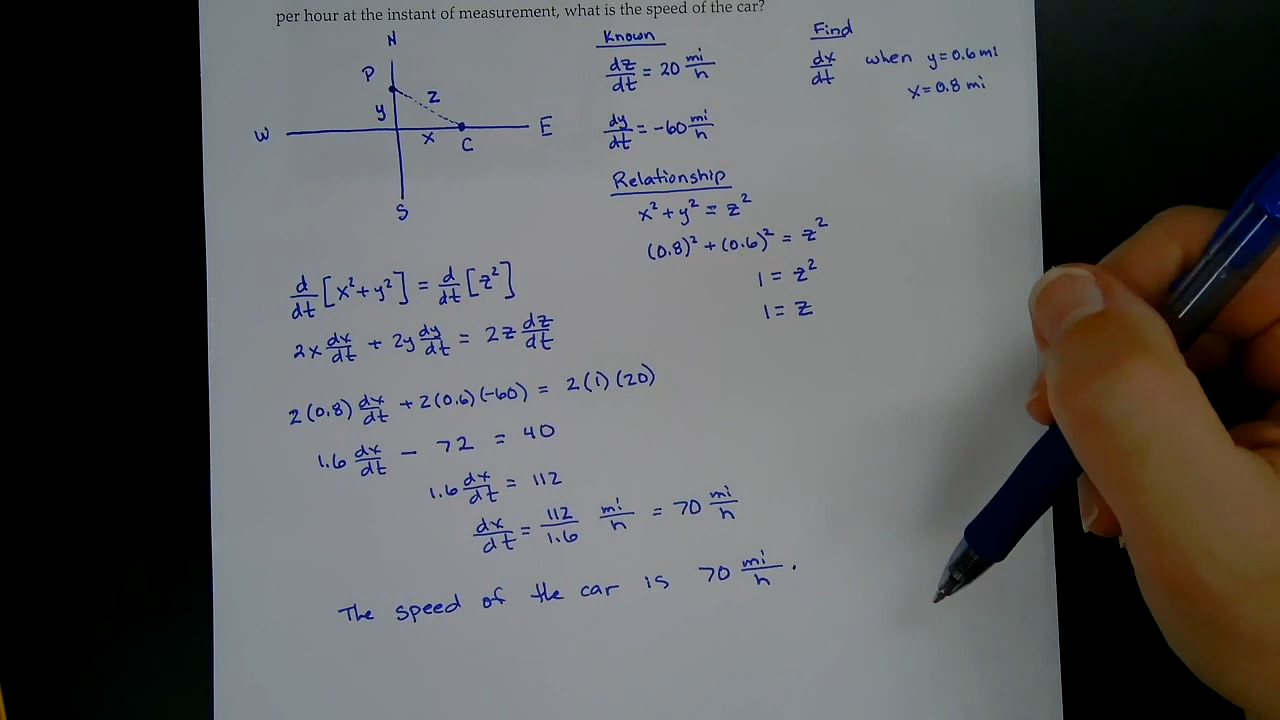 per hour at the instant of measurement, what is the speed of the car?
N
P
z
y
W
E
x
C
S
Known
dz/dt = 20 mi/h
dy/dt = -60 mi/h
Find
dx/dt when y=0.6 mi
x=0.8 mi
Relationship
x² + y² = z²
(0.8)² + (0.6)² = z²
1 = z²
1 = z
d/dt [x²+y²] = d/dt [z²]
2x dx/dt + 2y dy/dt = 2z dz/dt
2(0.8) dx/dt + 2(0.6)(-60) = 2(1)(20)
1.6 dx/dt - 72 = 40
1.6 dx/dt = 112
dx/dt = 112/1.6 mi/h = 70 mi/h
The speed of the car is 70 mi/h.